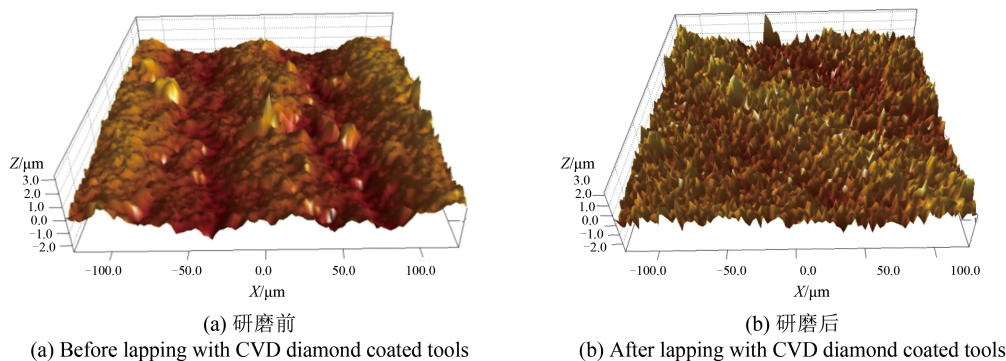 Z/μm
3.0
2.0
1.0
0.0
−1.0
−2.0
−100.0 −50.0 0.0 50.0 100.0
X/μm
(a) 研磨前
(a) Before lapping with CVD diamond coated tools
Z/μm
3.0
2.0
1.0
0.0
−1.0
−2.0
−100.0 −50.0 0.0 50.0 100.0
X/μm
(b) 研磨后
(b) After lapping with CVD diamond coated tools